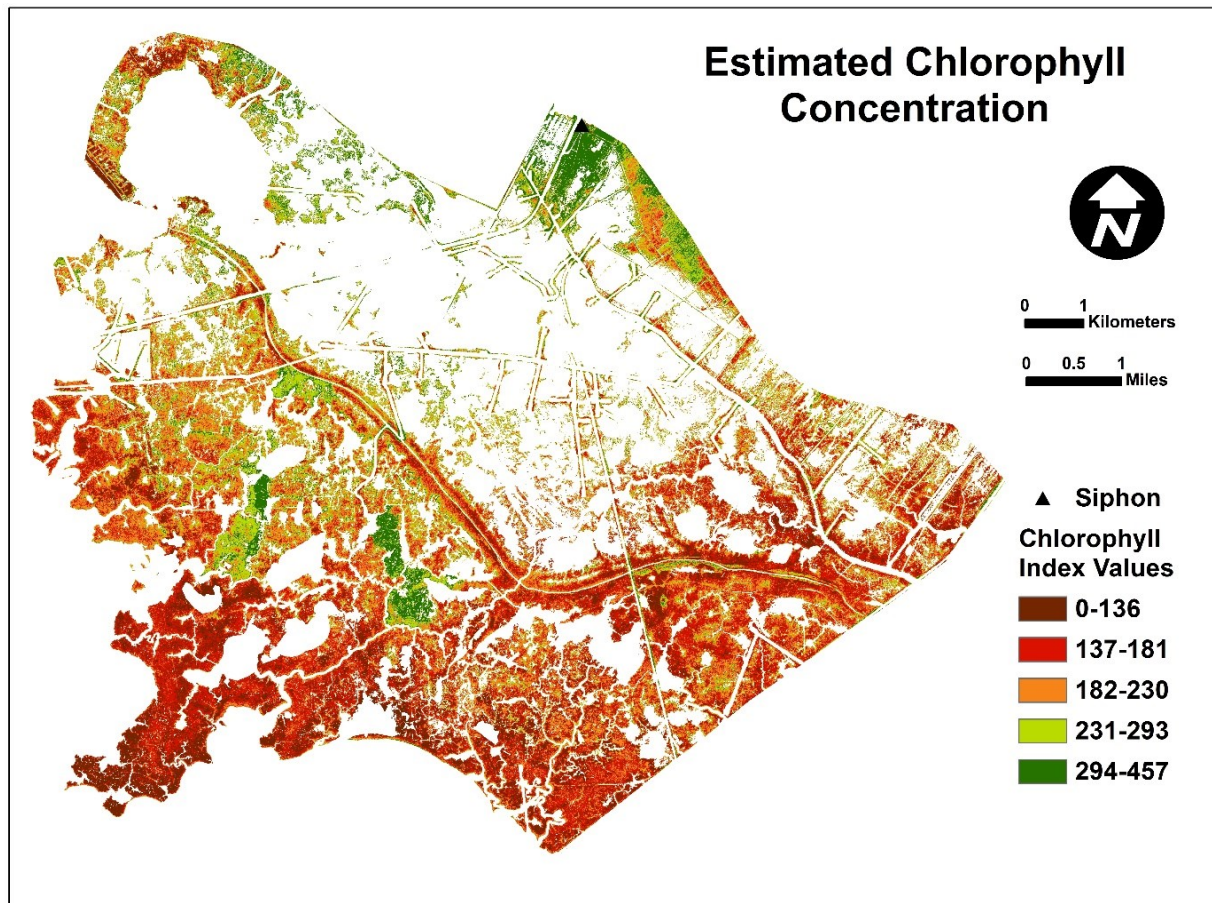 Estimated Chlorophyll
Concentration
N
0 1
Kilometers
0 0.5 1
Miles
Siphon
Chlorophyll
Index Values
0-136
137-181
182-230
231-293
294-457